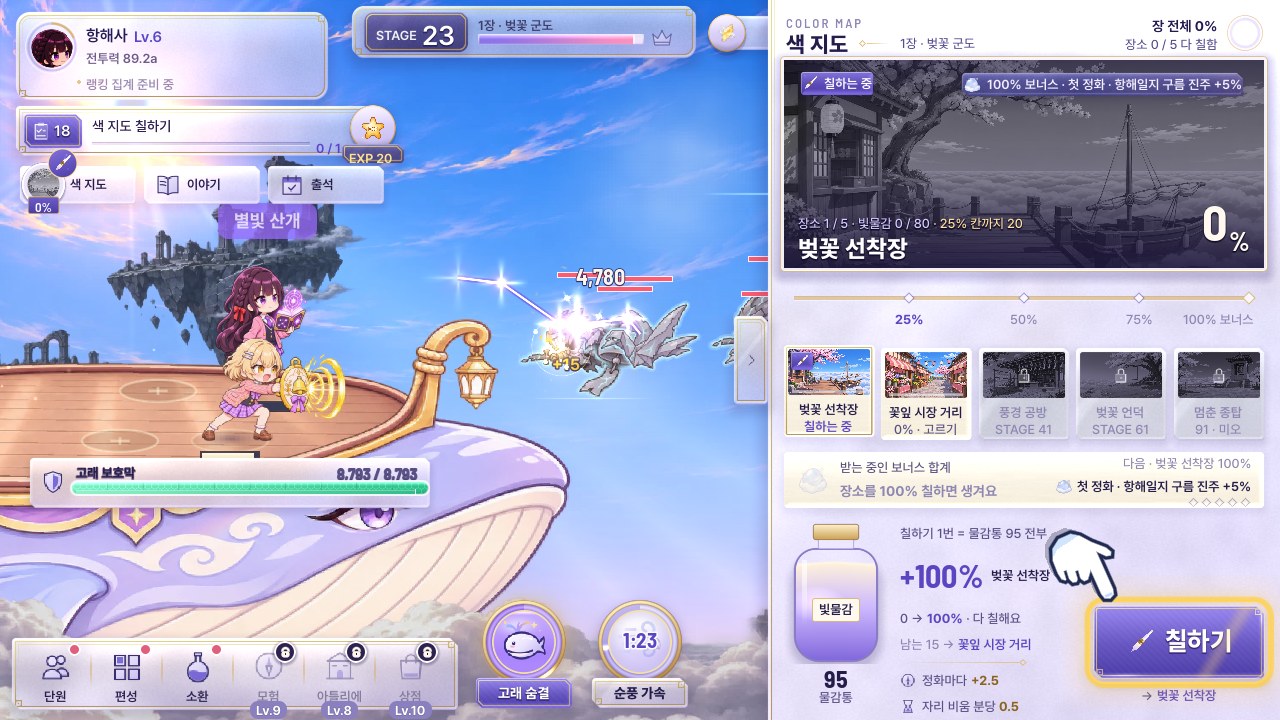 항해사 Lv.6
전투력 89.2a
랭킹 집계 준비 중
STAGE 23
1장 · 벚꽃 군도
18
색 지도 칠하기
0 / 1
EXP 20
색 지도
0%
이야기
출석
별빛 산개
4,780
+15
고래 보호막
8,793 / 8,793
단원
편성
소환
모험
Lv.9
아틀리에
Lv.8
상점
Lv.10
고래 숨결
1:23
순풍 가속
COLOR MAP
색 지도
1장 · 벚꽃 군도
장 전체 0%
장소 0 / 5 다 칠함
칠하는 중
100% 보너스 · 첫 정화 · 항해일지 구름 진주 +5%
장소 1 / 5 · 빛물감 0 / 80 · 25% 칸까지 20
벚꽃 선착장
0%
25%
50%
75%
100% 보너스
벚꽃 선착장
칠하는 중
꽃잎 시장 거리
0% · 고르기
풍경 공방
STAGE 41
벚꽃 언덕
STAGE 61
멈춘 종탑
91 · 미오
받는 중인 보너스 합계
장소를 100% 칠하면 생겨요
다음 · 벚꽃 선착장 100%
첫 정화 · 항해일지 구름 진주 +5%
칠하기 1번 = 물감통 95 전부
+100% 벚꽃 선착장
0 → 100% · 다 칠해요
남는 15 → 꽃잎 시장 거리
빛물감
95
물감통
정화마다 +2.5
자리 비움 분당 0.5
칠하기
→ 벚꽃 선착장